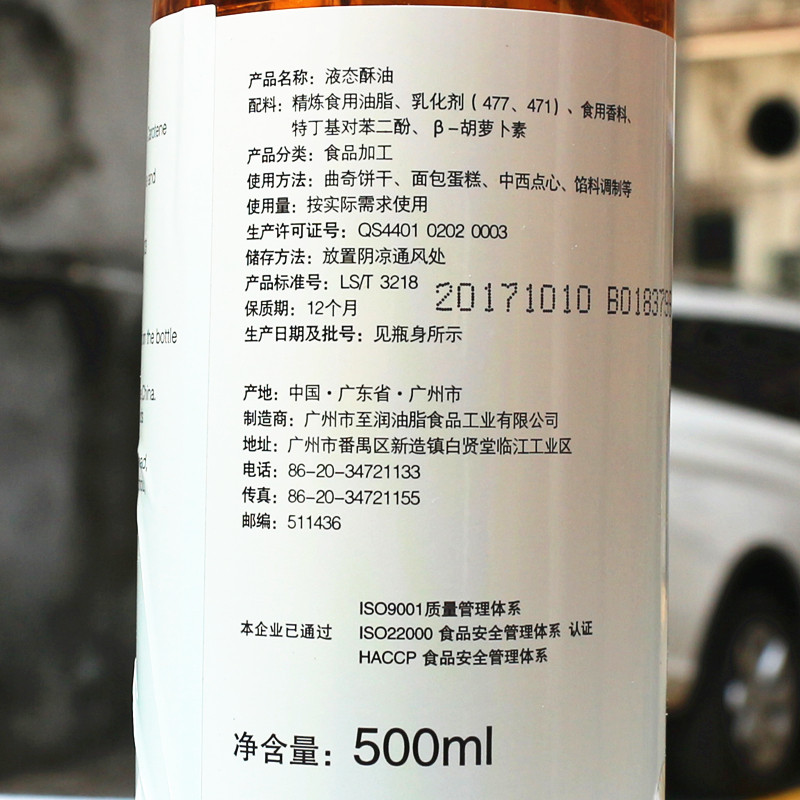 产品名称：液态酥油
配料：精炼食用油脂、乳化剂（477、471）、食用香料、
特丁基对苯二酚、β-胡萝卜素
产品分类：食品加工
使用方法：曲奇饼干、面包蛋糕、中西点心、馅料调制等
使用量：按实际需求使用
生产许可证号：QS4401 0202 0003
储存方法：放置阴凉通风处
产品标准号：LS/T 3218
20171010
保质期：12个月
生产日期及批号：见瓶身所示
产地：中国·广东省·广州市
制造商：广州市至润油脂食品工业有限公司
地址：广州市番禺区新造镇白贤堂临江工业区
电话：86-20-34721133
传真：86-20-34721155
邮编：511436
ISO9001质量管理体系
本企业已通过 ISO22000 食品安全管理体系 认证
HACCP 食品安全管理体系
净含量：500ml
the bottle